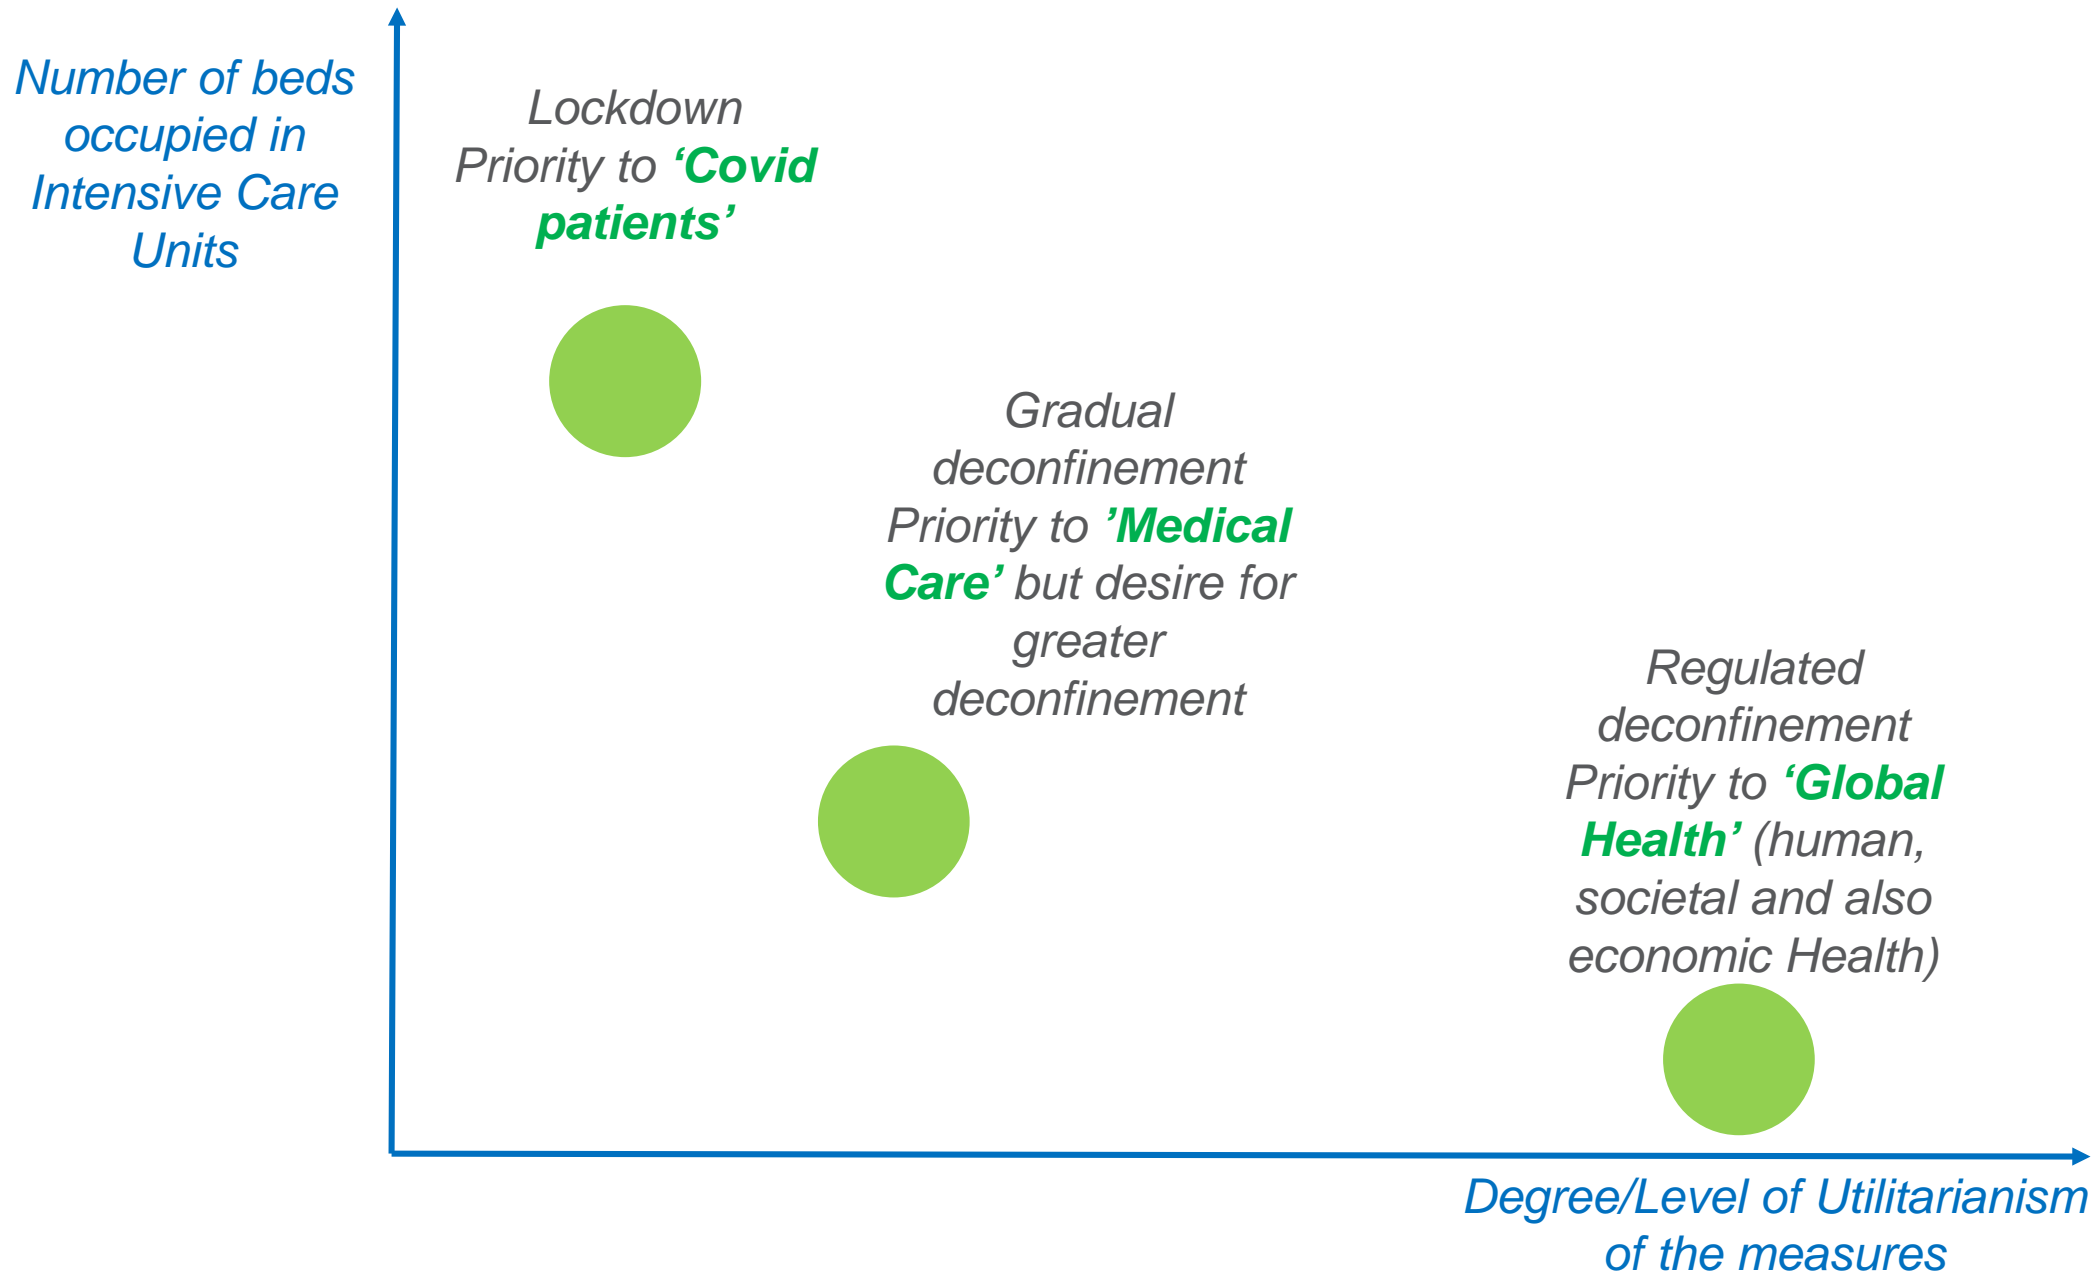 Number of beds
occupied in
Intensive Care
Units
Lockdown
Priority to ‘Covid
patients’
Gradual
deconfinement
Priority to ’Medical
Care’ but desire for
greater
deconfinement
Regulated
deconfinement
Priority to ‘Global
Health’ (human,
societal and also
economic Health)
Degree/Level of Utilitarianism
of the measures